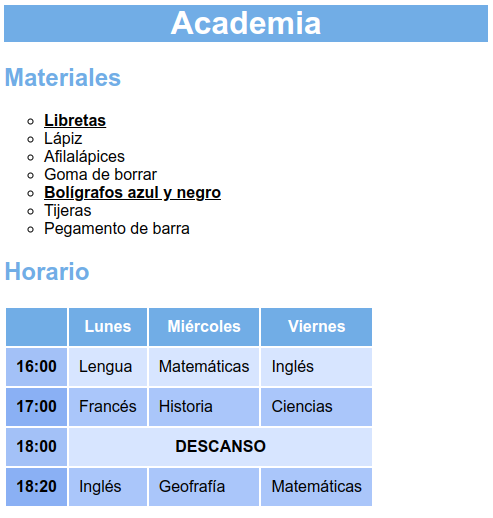 Academia
Materiales
Libretas
Lápiz
Afilalápices
Goma de borrar
Bolígrafos azul y negro
Tijeras
Pegamento de barra
Horario
Lunes Miércoles Viernes
16:00 Lengua Matemáticas Inglés
17:00 Francés Historia Ciencias
18:00 DESCANSO
18:20 Inglés Geofrafía Matemáticas